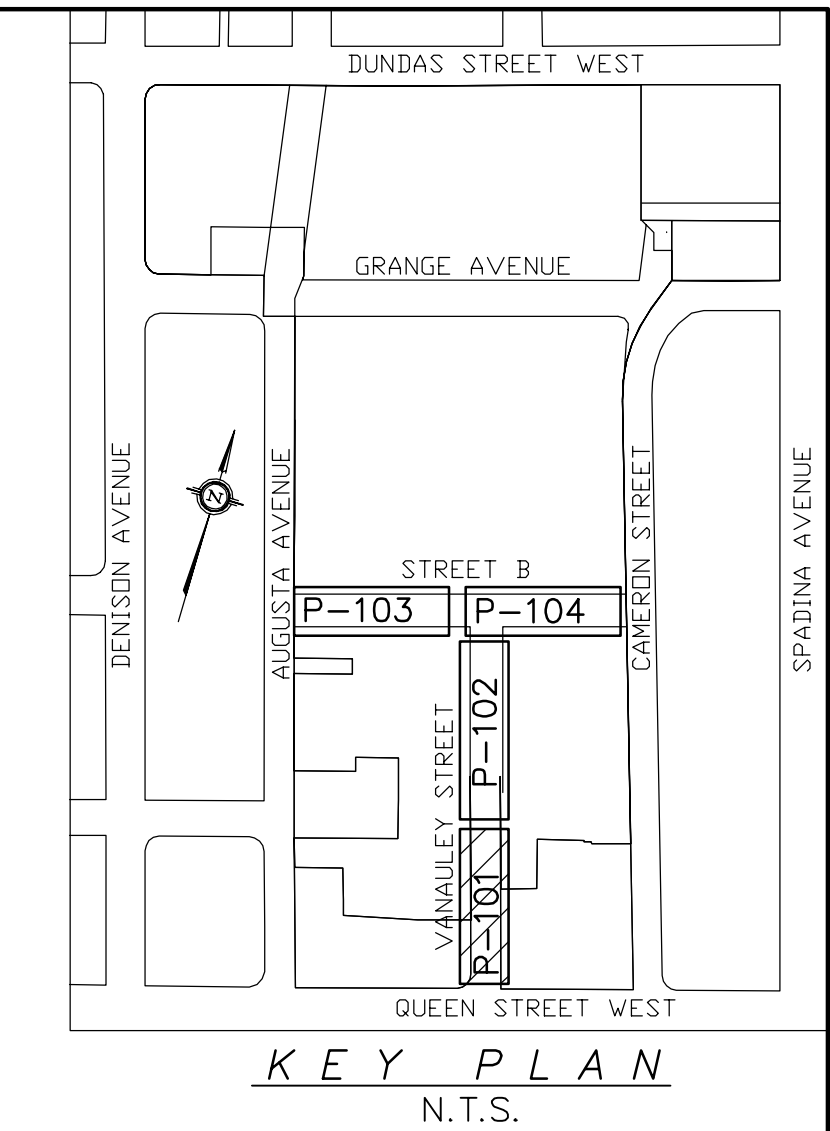 DUNDAS STREET WEST
GRANGE AVENUE
DENISON AVENUE
N
AUGUSTA AVENUE
CAMERON STREET
SPADINA AVENUE
STREET B
P-103
P-104
P-102
VANAULEY STREET
P-101
QUEEN STREET WEST
KEY PLAN
N.T.S.